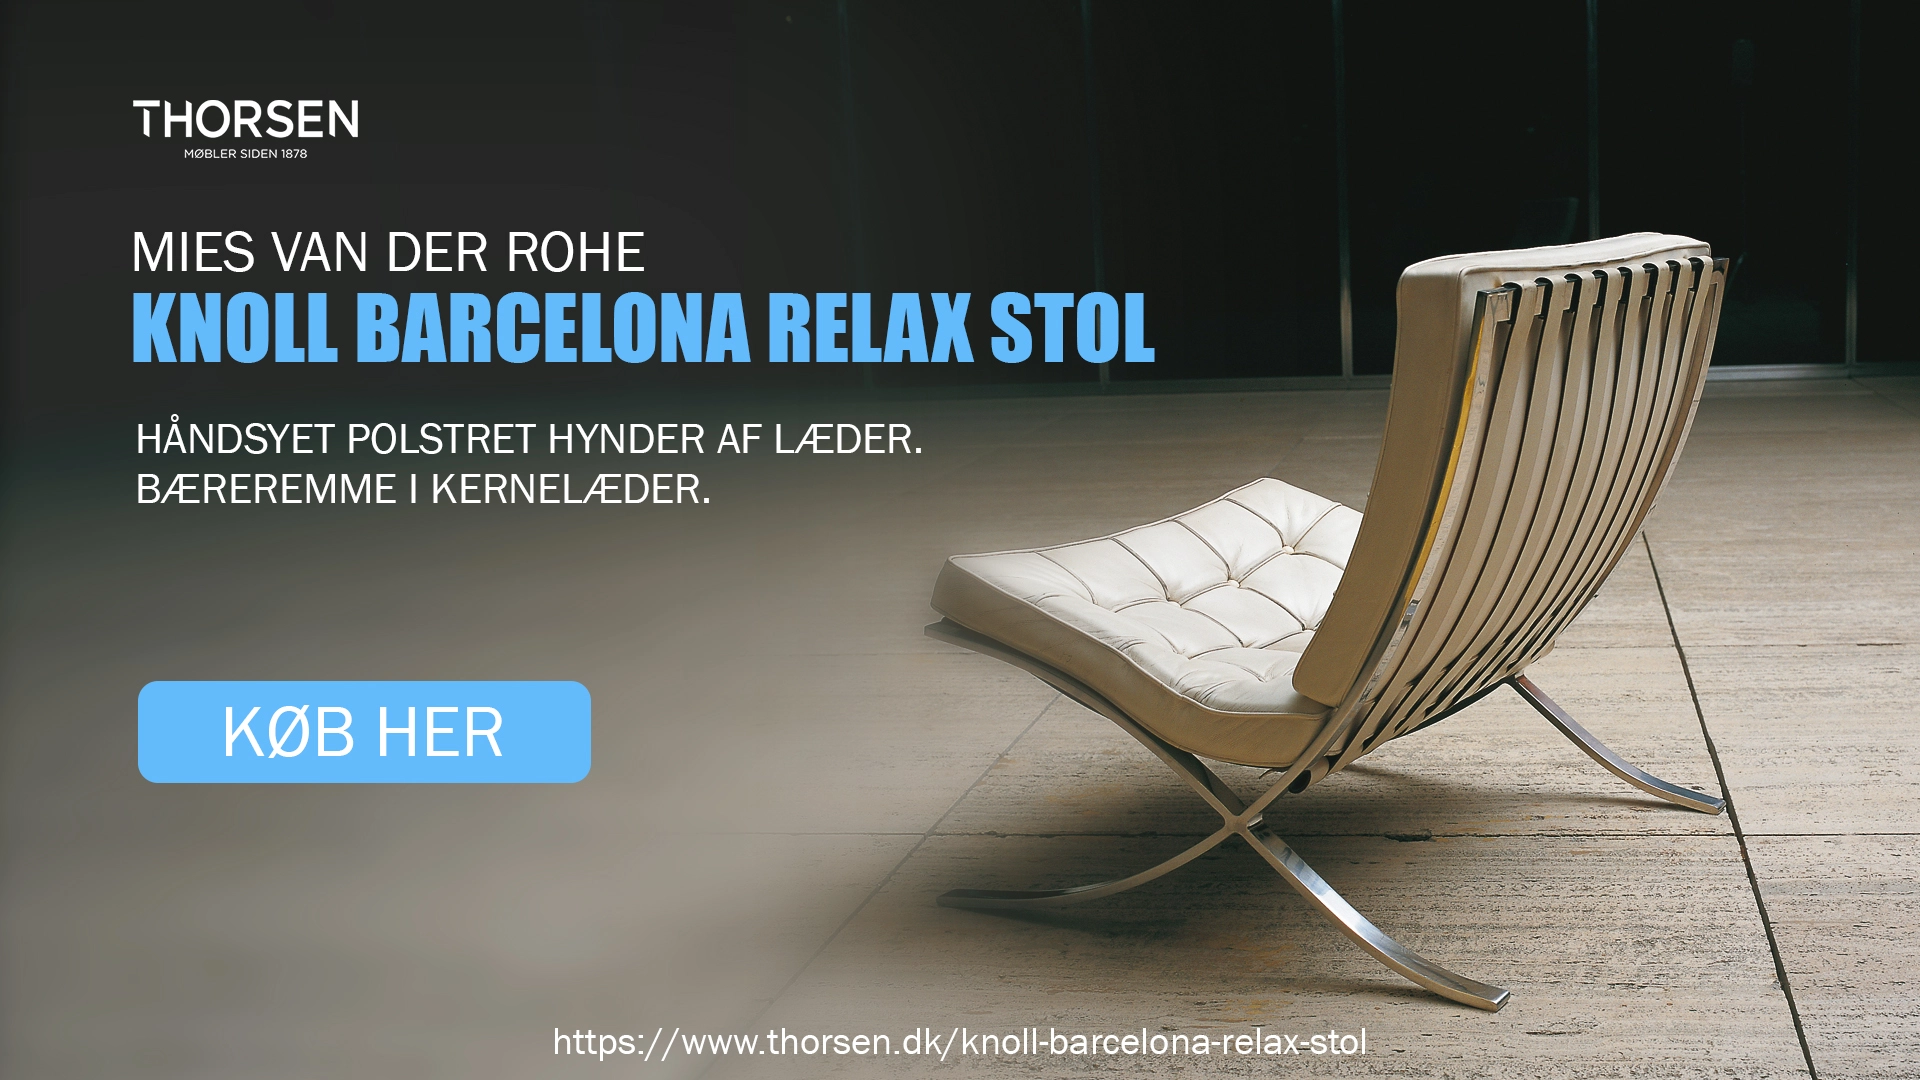 THORSEN
MØBLER SIDEN 1878
MIES VAN DER ROHE
KNOLL BARCELONA RELAX STOL
HÅNDSYET POLSTRET HYNDER AF LÆDER.
BÆREREMME I KERNELÆDER.
KØB HER
https://www.thorsen.dk/knoll-barcelona-relax-stol